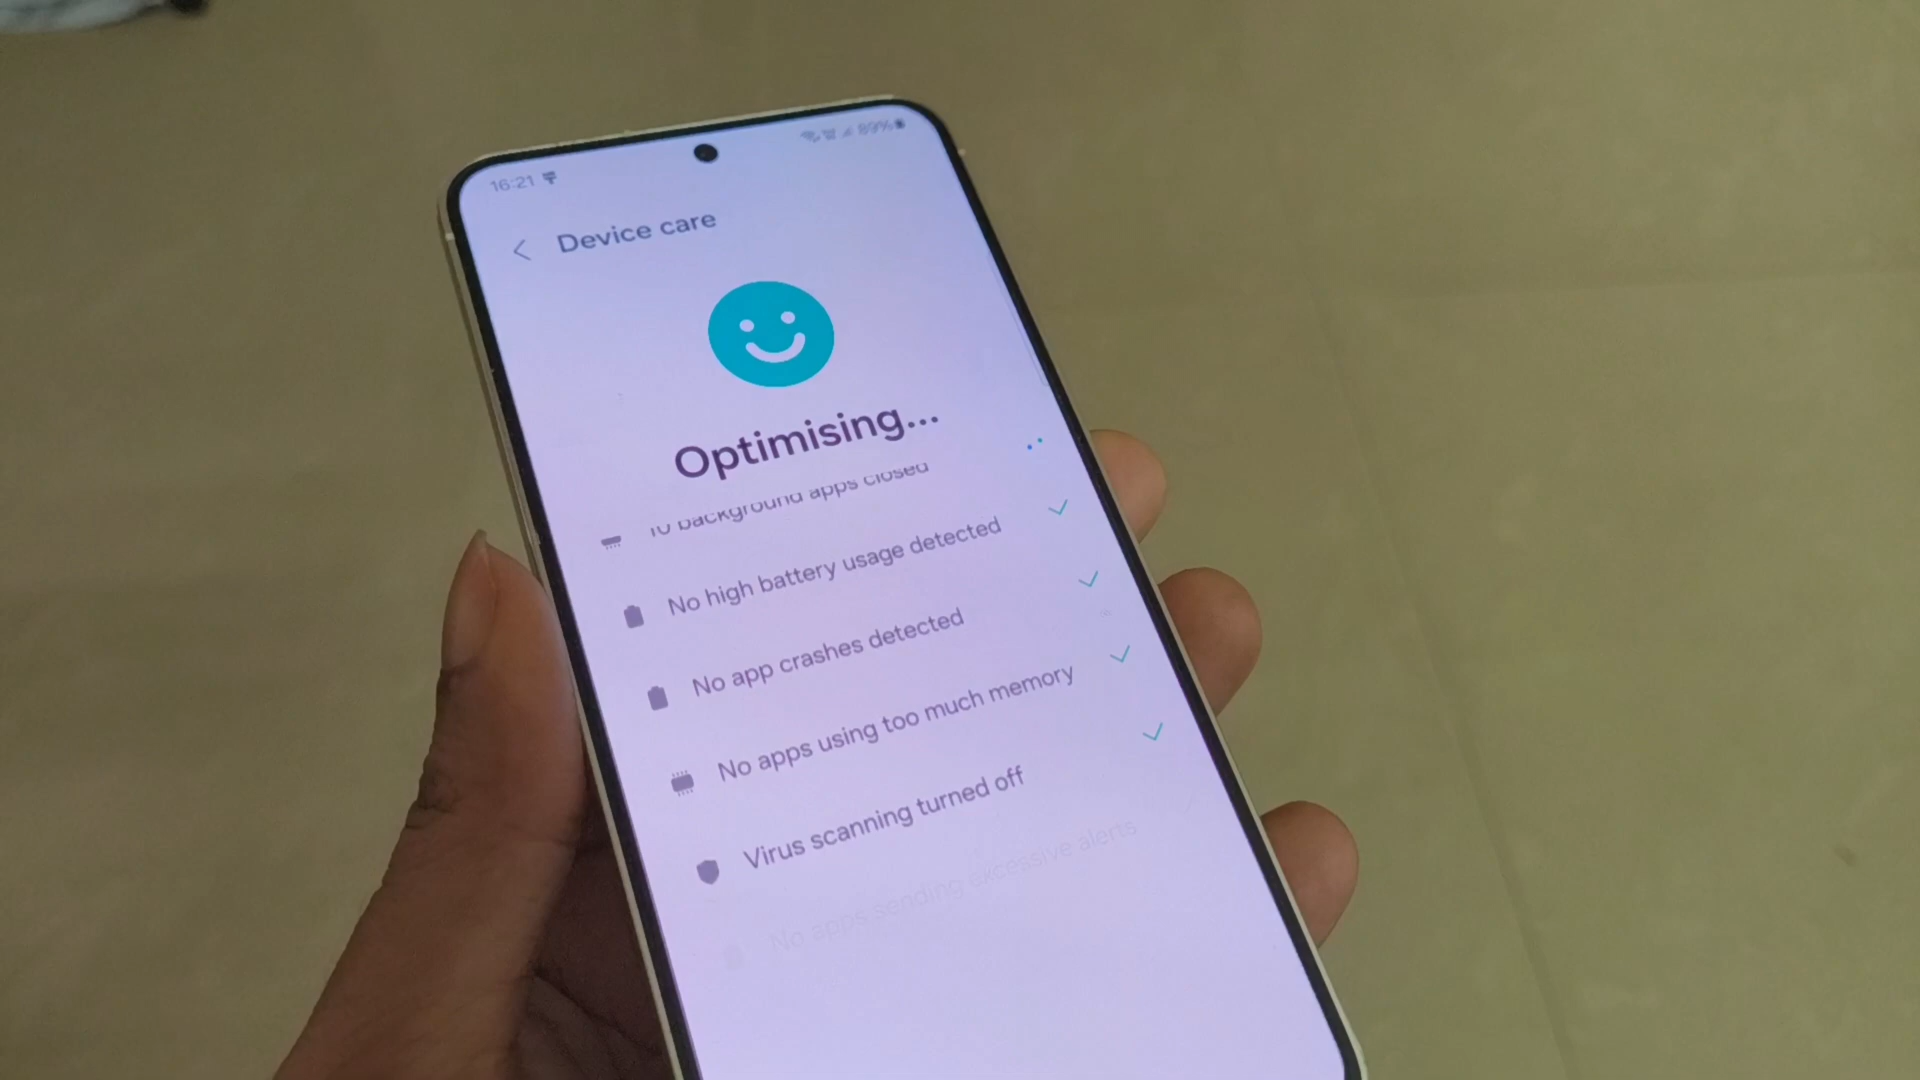 16:21
89%
Device care
Optimising...
10 background apps closed
No high battery usage detected
No app crashes detected
No apps using too much memory
Virus scanning turned off
No apps sending excessive alerts